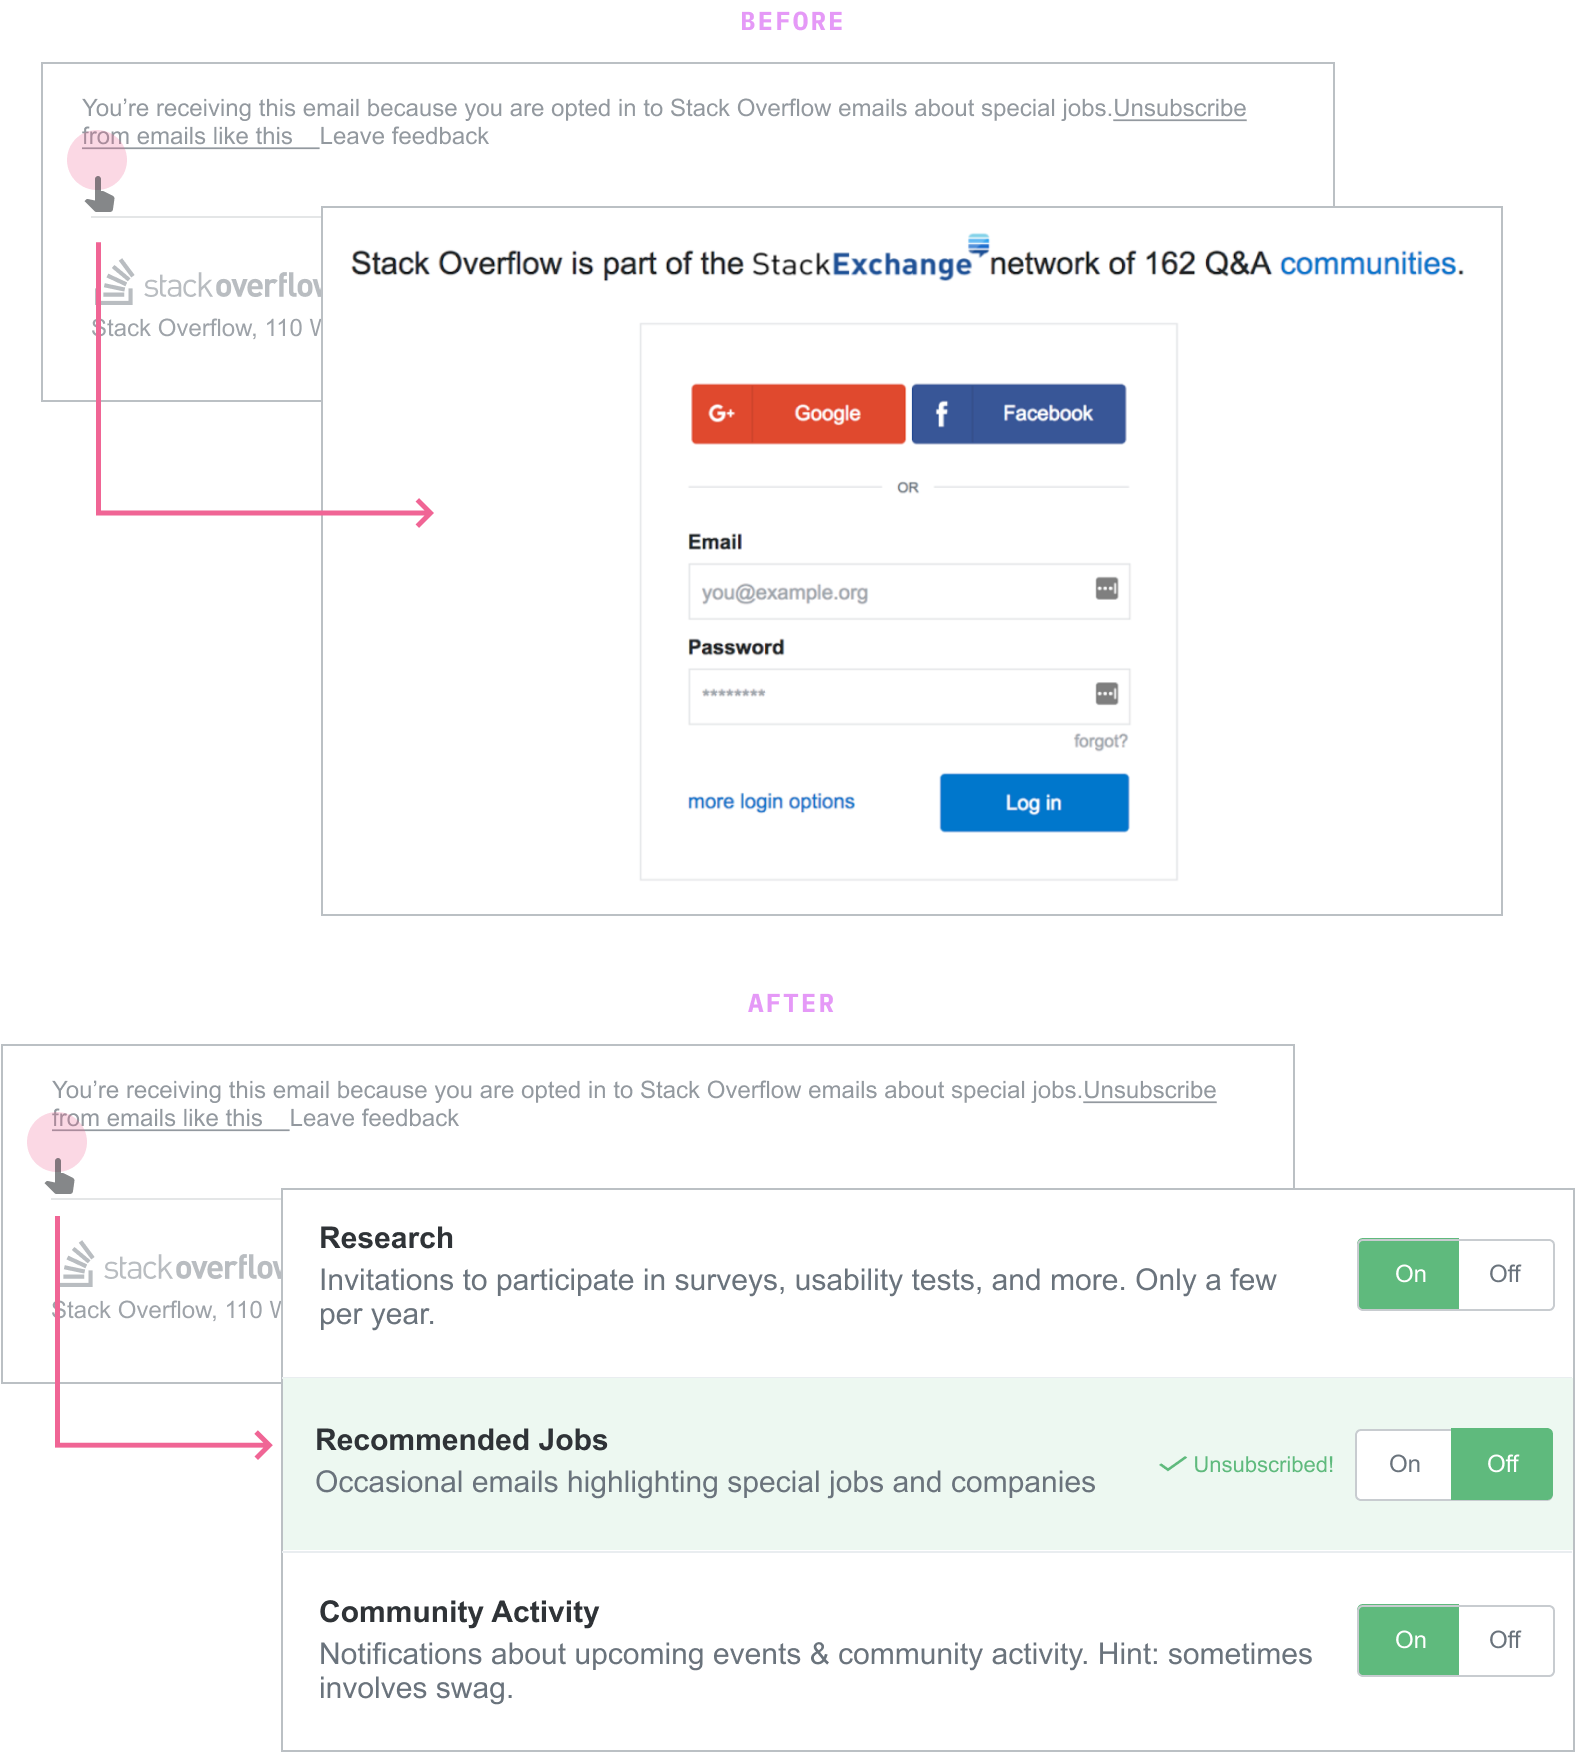 BEFORE
You’re receiving this email because you are opted in to Stack Overflow emails about special jobs.Unsubscribe
from emails like this Leave feedback
stackoverflow
Stack Overflow, 110 W
Stack Overflow is part of the StackExchange network of 162 Q&A communities.
G+ Google f Facebook
OR
Email
you@example.org
Password
********
forgot?
more login options Log in
AFTER
You’re receiving this email because you are opted in to Stack Overflow emails about special jobs.Unsubscribe
from emails like this Leave feedback
stackoverflow
Stack Overflow, 110 W
Research
Invitations to participate in surveys, usability tests, and more. Only a few
per year.
On Off
Recommended Jobs
Occasional emails highlighting special jobs and companies
Unsubscribed! On Off
Community Activity
Notifications about upcoming events & community activity. Hint: sometimes
involves swag.
On Off